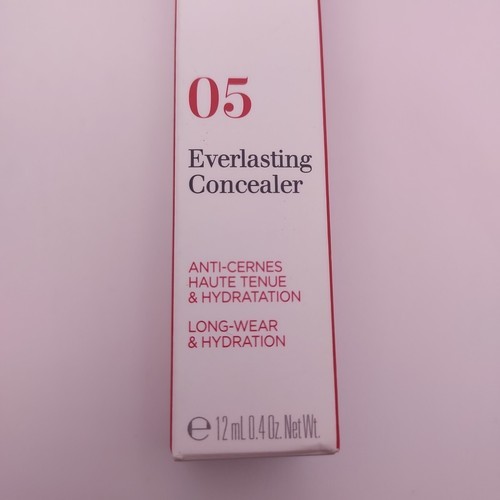 05
Everlasting
Concealer
ANTI-CERNES
HAUTE TENUE
& HYDRATATION
LONG-WEAR
& HYDRATION
℮ 12 mL 0.4 Oz. Net Wt.